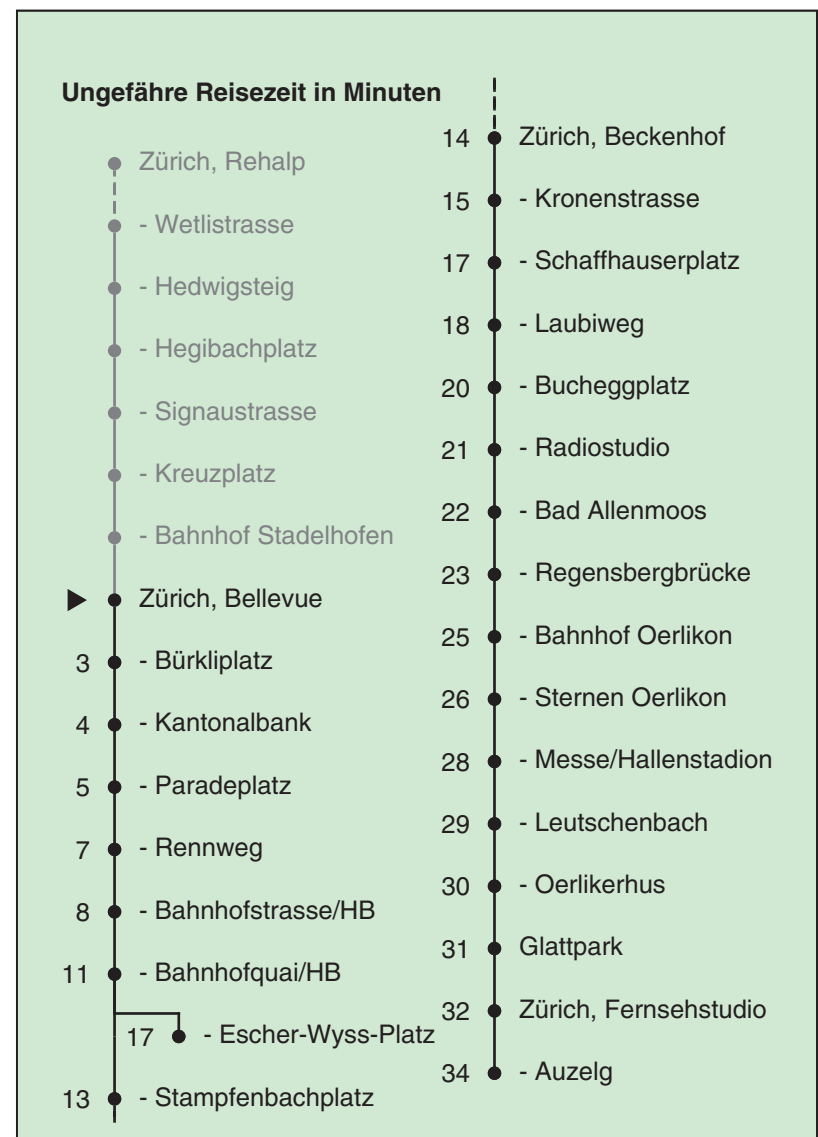 Ungefähre Reisezeit in Minuten
Zürich, Rehalp
- Wetlistrasse
- Hedwigsteig
- Hegibachplatz
- Signaustrasse
- Kreuzplatz
- Bahnhof Stadelhofen
Zürich, Bellevue
3 - Bürkliplatz
4 - Kantonalbank
5 - Paradeplatz
7 - Rennweg
8 - Bahnhofstrasse/HB
11 - Bahnhofquai/HB
17 - Escher-Wyss-Platz
13 - Stampfenbachplatz
14 Zürich, Beckenhof
15 - Kronenstrasse
17 - Schaffhauserplatz
18 - Laubiweg
20 - Bucheggplatz
21 - Radiostudio
22 - Bad Allenmoos
23 - Regensbergbrücke
25 - Bahnhof Oerlikon
26 - Sternen Oerlikon
28 - Messe/Hallenstadion
29 - Leutschenbach
30 - Oerlikerhus
31 Glattpark
32 Zürich, Fernsehstudio
34 - Auzelg